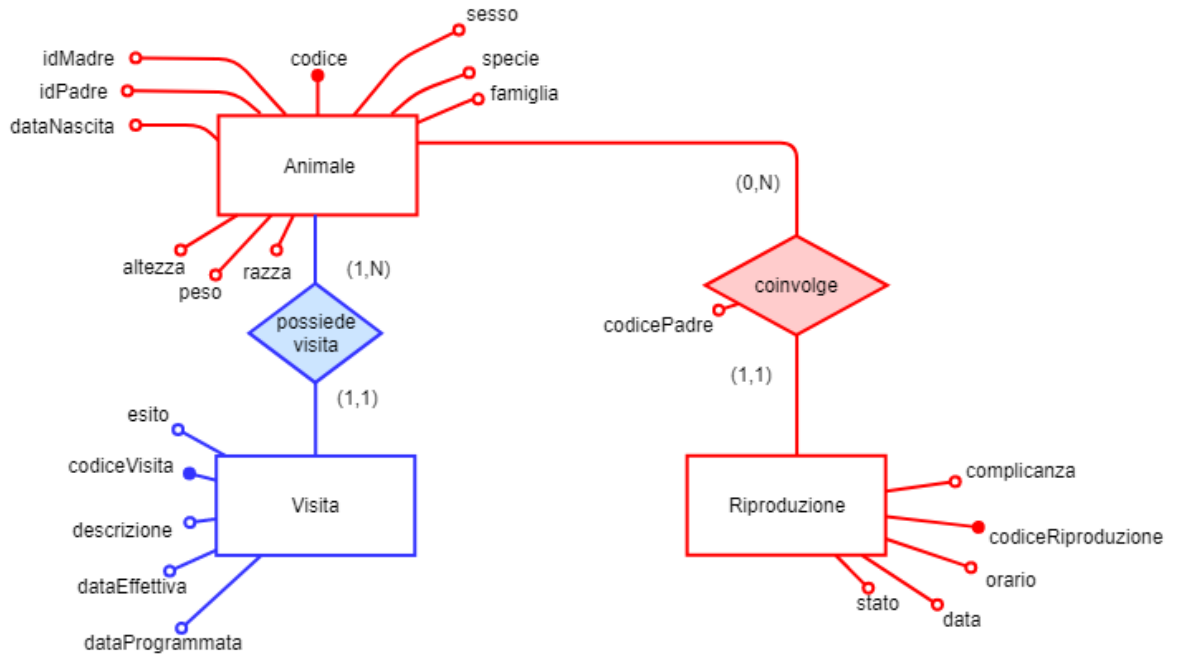 sesso
idMadre
codice
specie
idPadre
famiglia
dataNascita
Animale
(0,N)
altezza
razza
(1,N)
peso
coinvolge
possiede
visita
codicePadre
(1,1)
(1,1)
esito
codiceVisita
complicanza
Visita
Riproduzione
descrizione
codiceRiproduzione
dataEffettiva
orario
stato
data
dataProgrammata